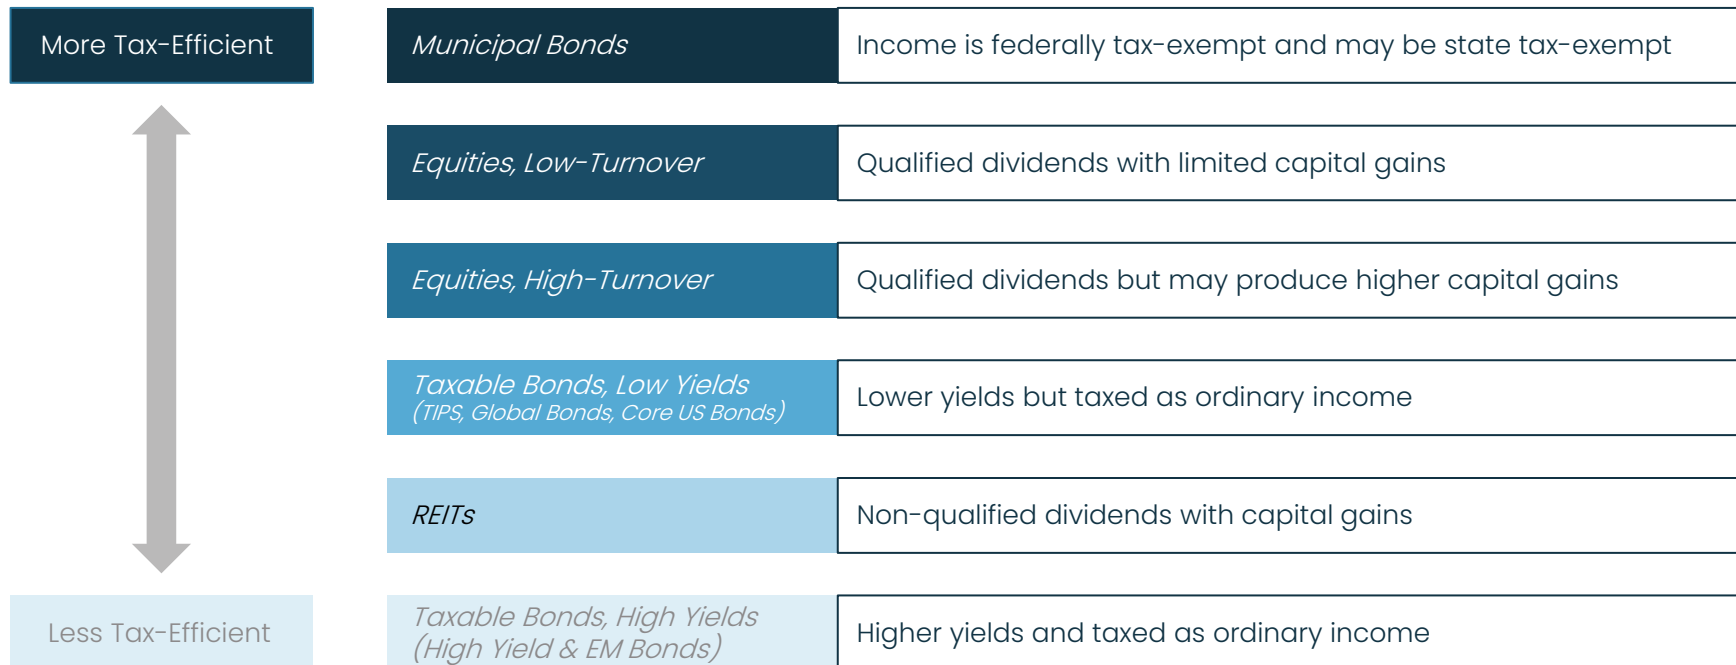 More Tax-Efficient
Municipal Bonds
Income is federally tax-exempt and may be state tax-exempt
Equities, Low-Turnover
Qualified dividends with limited capital gains
Equities, High-Turnover
Qualified dividends but may produce higher capital gains
Taxable Bonds, Low Yields
(TIPS, Global Bonds, Core US Bonds)
Lower yields but taxed as ordinary income
REITs
Non-qualified dividends with capital gains
Less Tax-Efficient
Taxable Bonds, High Yields
(High Yield & EM Bonds)
Higher yields and taxed as ordinary income